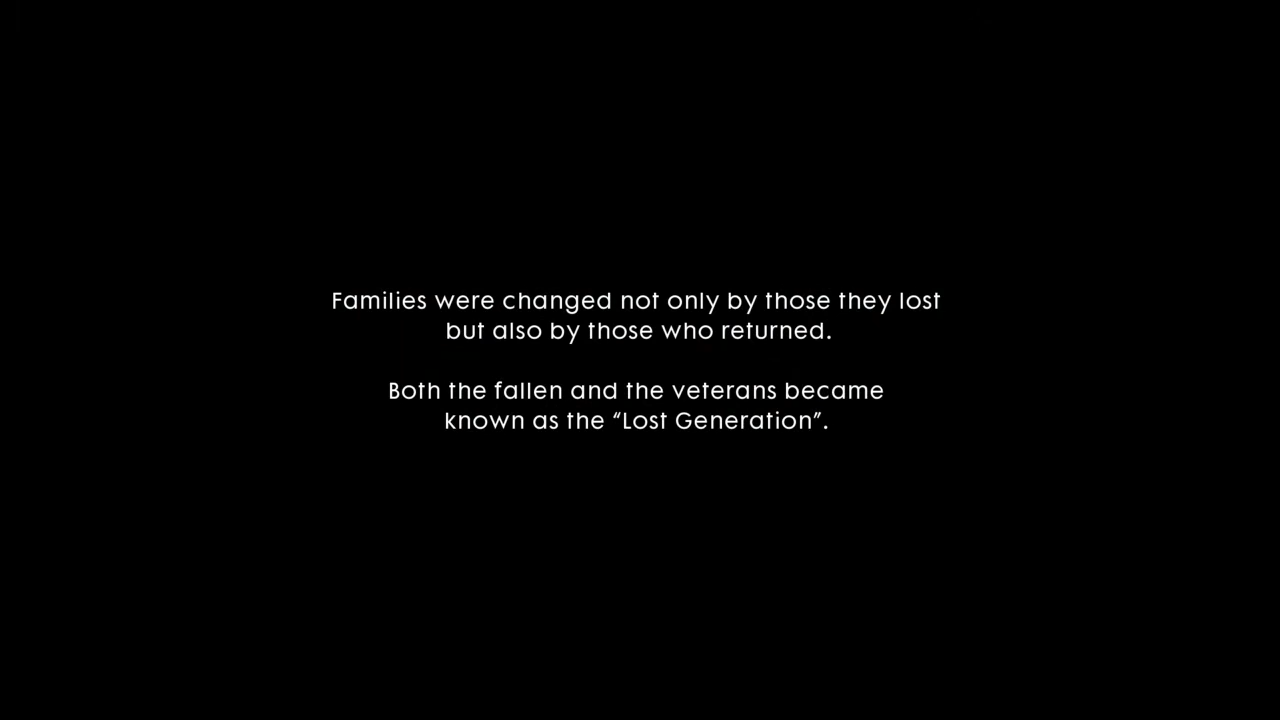 Families were changed not only by those they lost
but also by those who returned.
Both the fallen and the veterans became
known as the “Lost Generation”.